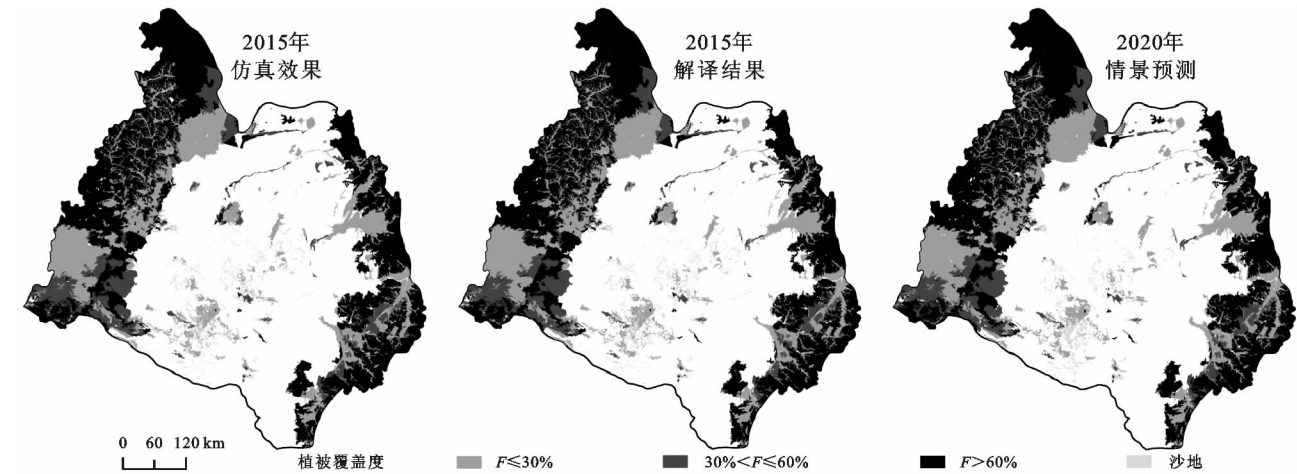 2015年
仿真效果
2015年
解译结果
2020年
情景预测
0 60 120 km
植被覆盖度
F≤30%
30%<F≤60%
F>60%
沙地